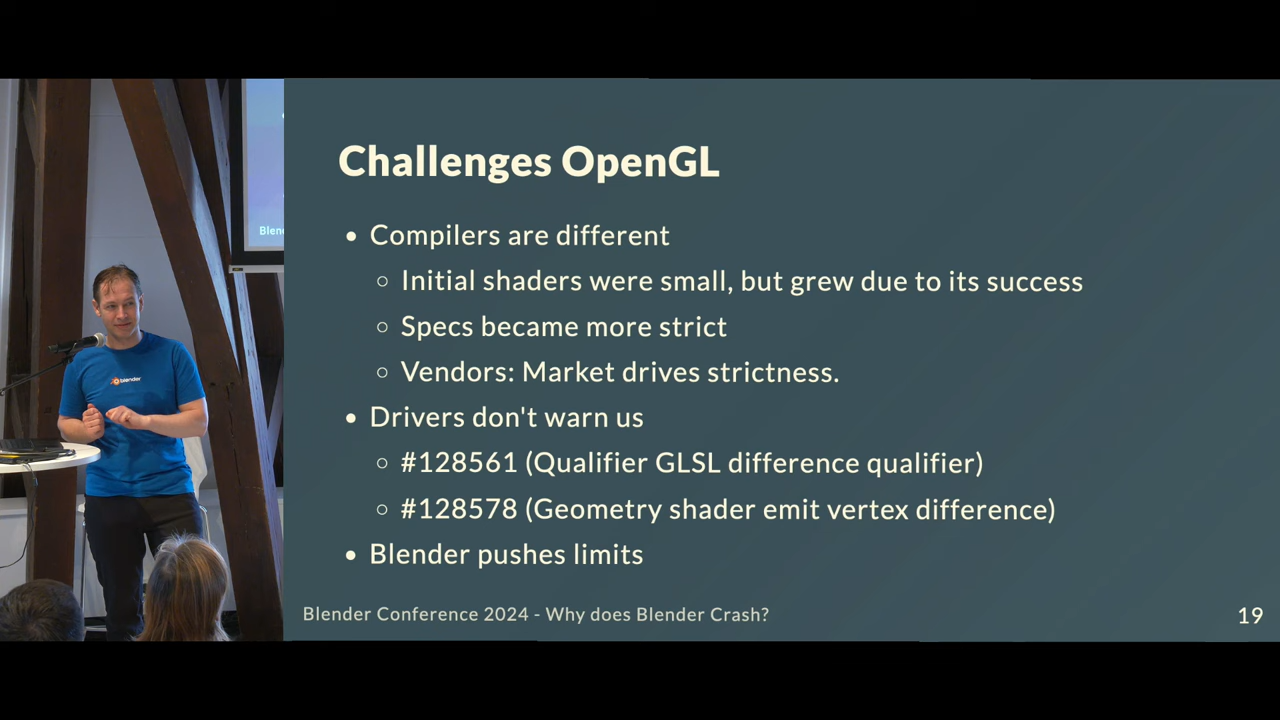 Blen
blender
Challenges OpenGL
• Compilers are different
○ Initial shaders were small, but grew due to its success
○ Specs became more strict
○ Vendors: Market drives strictness.
• Drivers don't warn us
○ #128561 (Qualifier GLSL difference qualifier)
○ #128578 (Geometry shader emit vertex difference)
• Blender pushes limits
Blender Conference 2024 - Why does Blender Crash?
19